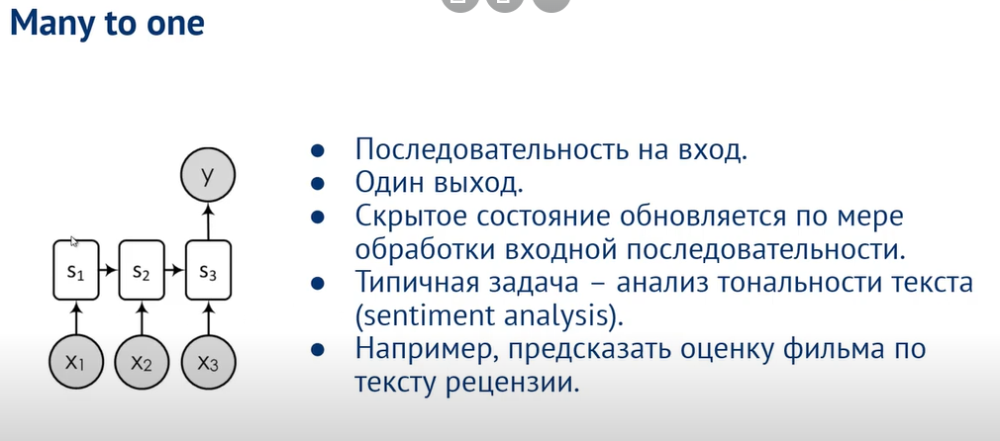 Many to one
● Последовательность на вход.
● Один выход.
● Скрытое состояние обновляется по мере
обработки входной последовательности.
● Типичная задача – анализ тональности текста
(sentiment analysis).
● Например, предсказать оценку фильма по
тексту рецензии.
y
s₁ s₂ s₃
x₁ x₂ x₃